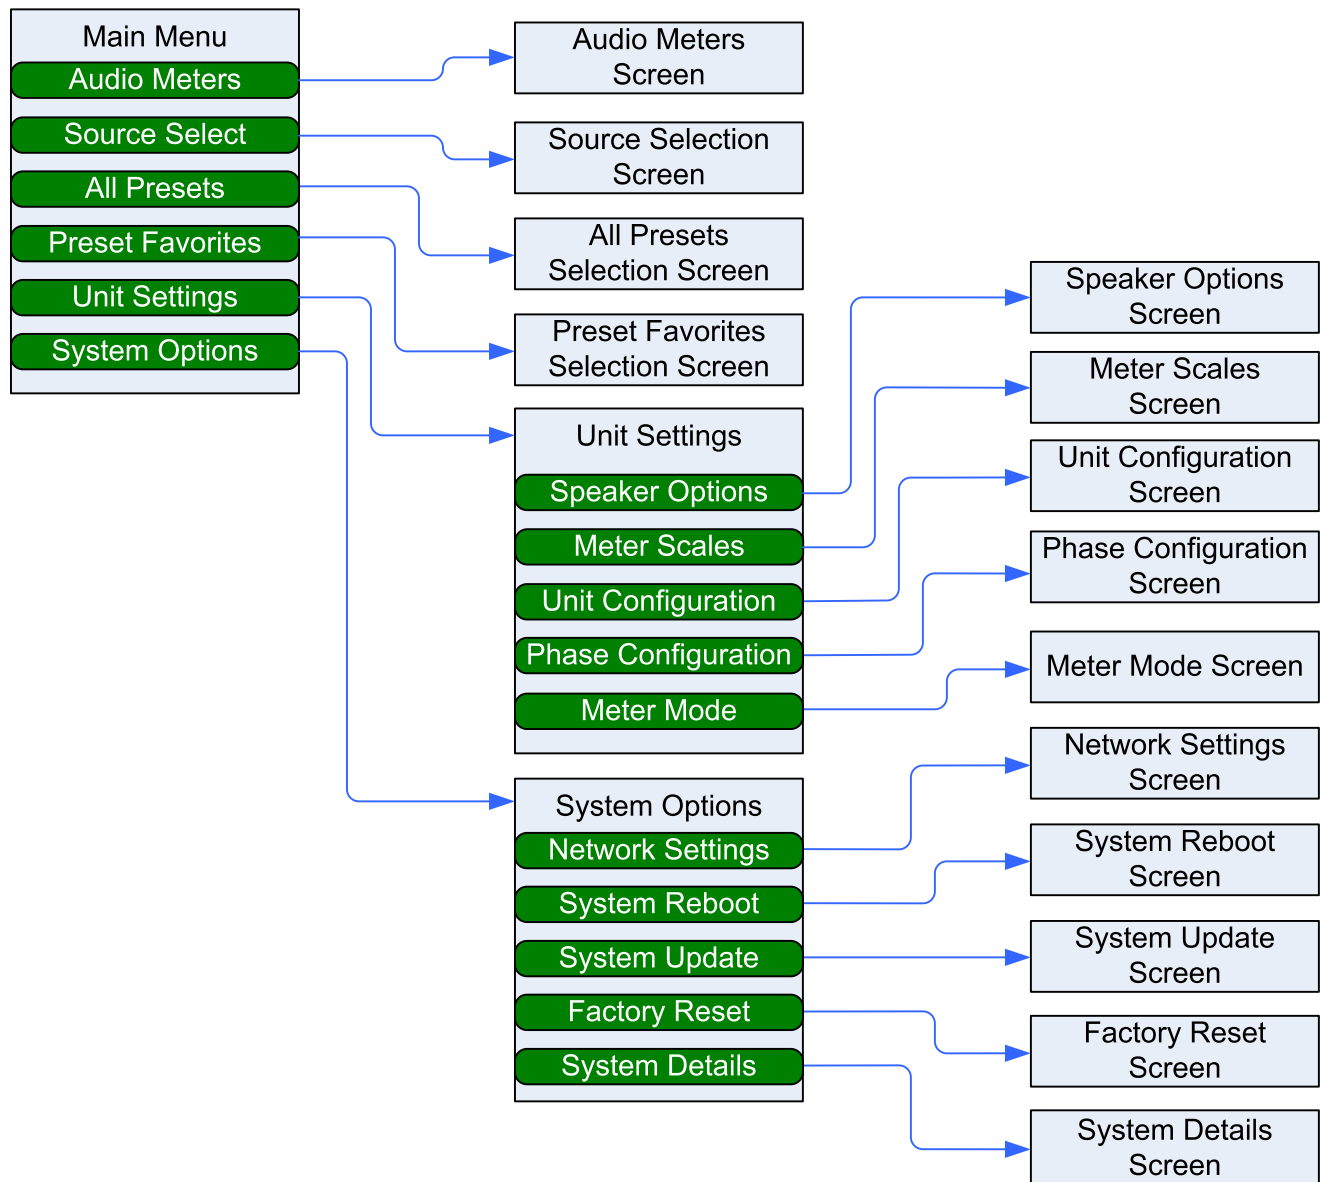 Main Menu
Audio Meters
Source Select
All Presets
Preset Favorites
Unit Settings
System Options
Audio Meters
Screen
Source Selection
Screen
All Presets
Selection Screen
Preset Favorites
Selection Screen
Unit Settings
Speaker Options
Meter Scales
Unit Configuration
Phase Configuration
Meter Mode
System Options
Network Settings
System Reboot
System Update
Factory Reset
System Details
Speaker Options
Screen
Meter Scales
Screen
Unit Configuration
Screen
Phase Configuration
Screen
Meter Mode Screen
Network Settings
Screen
System Reboot
Screen
System Update
Screen
Factory Reset
Screen
System Details
Screen